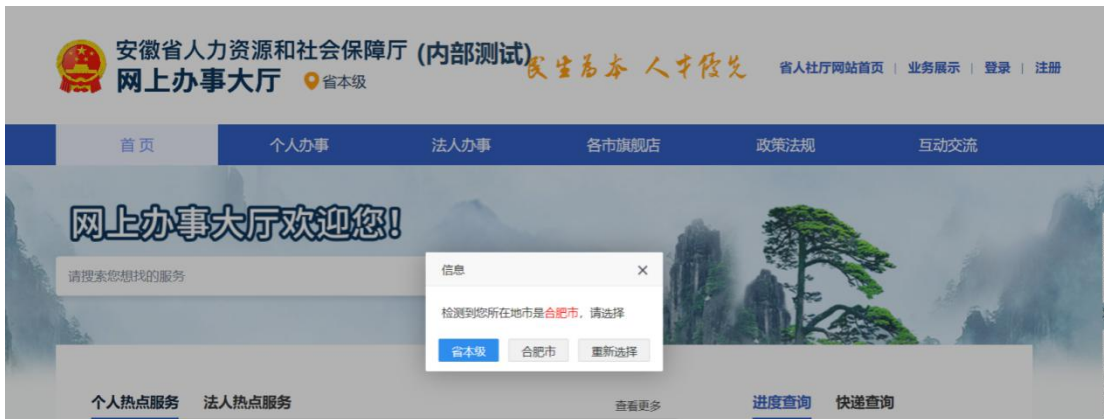 安徽省人力资源和社会保障厅 (内部测试)
网上办事大厅 省本级
民生为本 人才优先
省人社厅网站首页 | 业务展示 | 登录 | 注册
首页 个人办事 法人办事 各市旗舰店 政策法规 互动交流
网上办事大厅欢迎您!
请搜索您想找的服务
信息 ×
检测到您所在地市是合肥市，请选择
省本级 合肥市 重新选择
个人热点服务 法人热点服务 查看更多 进度查询 快递查询